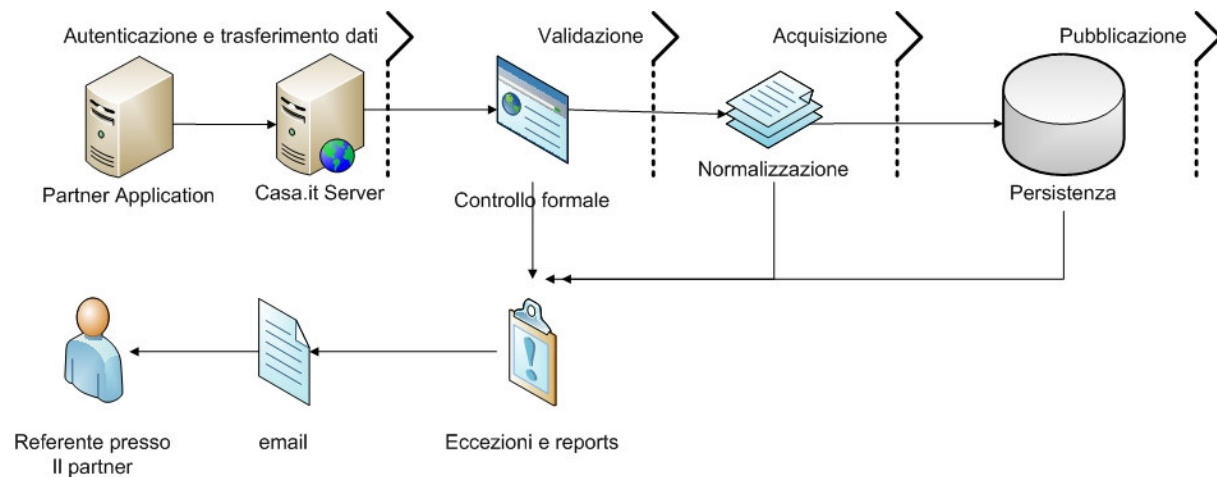 Autenticazione e trasferimento dati
Validazione
Acquisizione
Pubblicazione
Partner Application
Casa.it Server
Controllo formale
Normalizzazione
Persistenza
Referente presso
Il partner
email
Eccezioni e reports